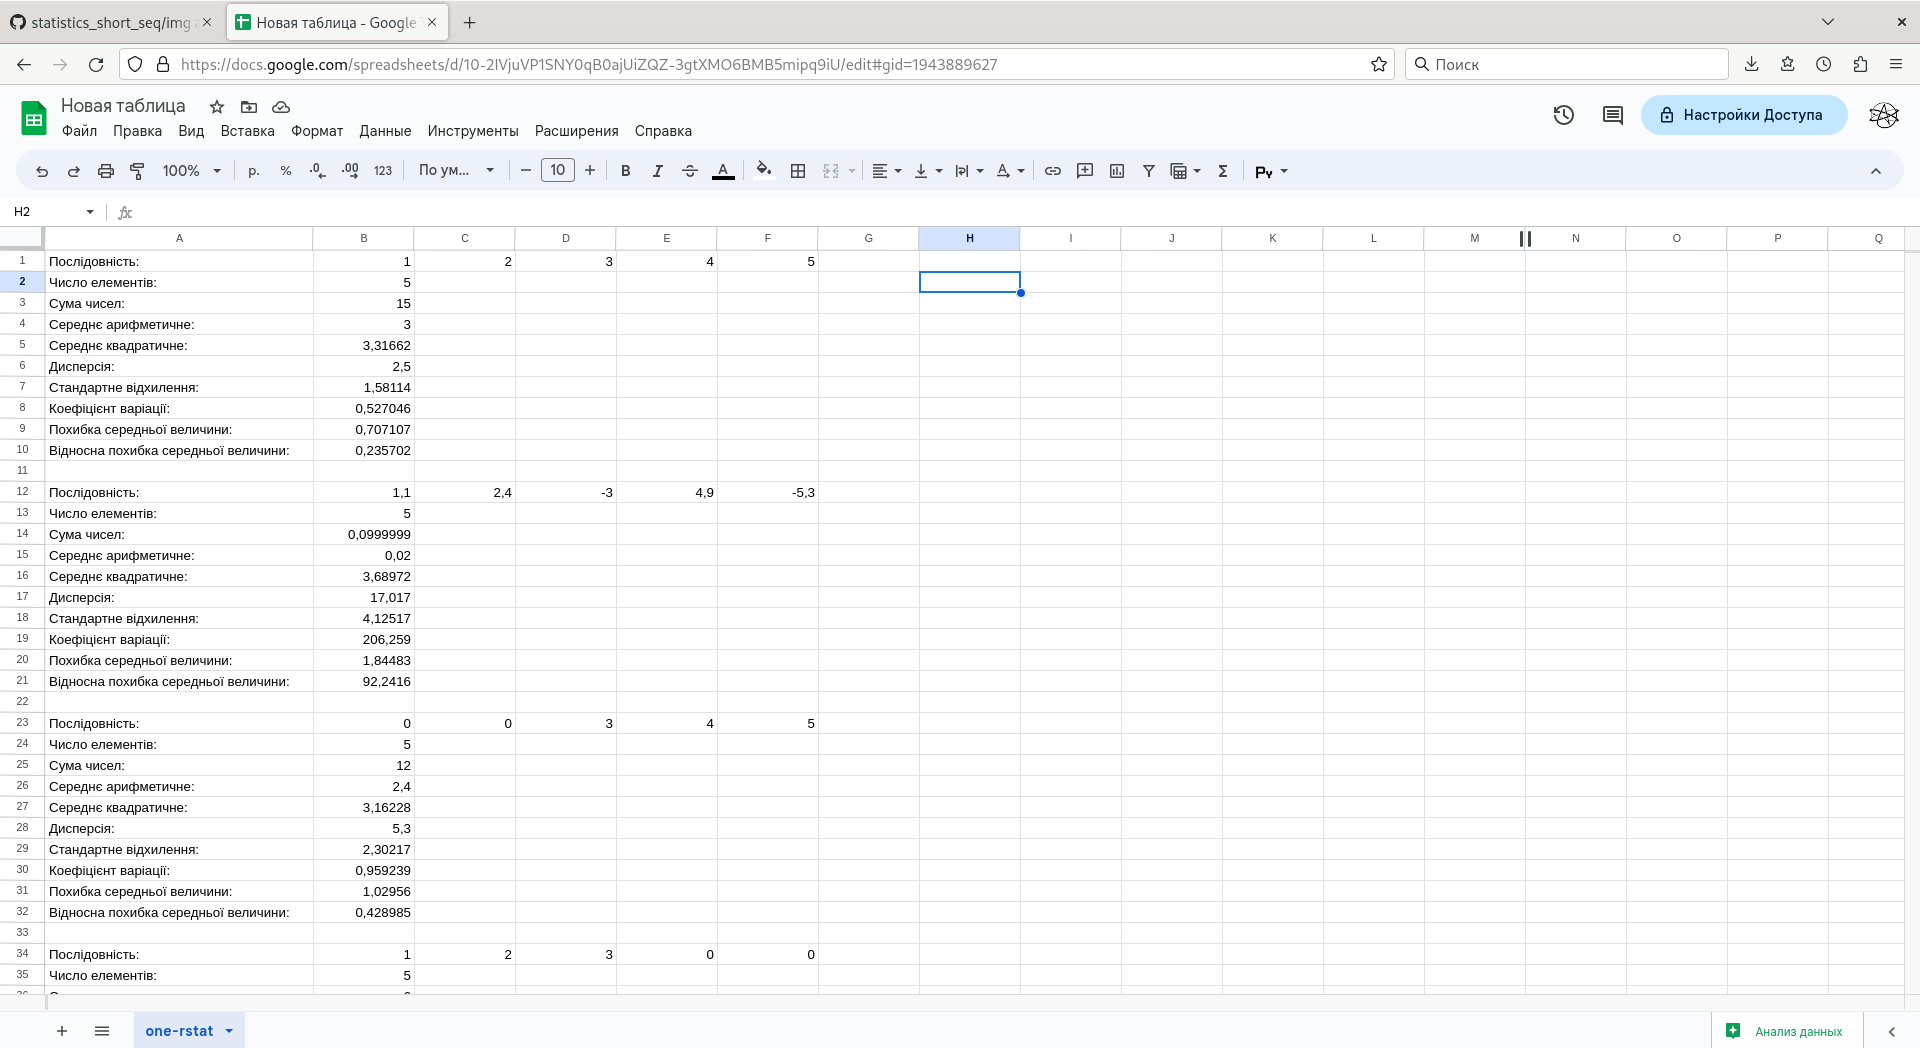 statistics_short_seq/img
Новая таблица - Google
https://docs.google.com/spreadsheets/d/10-2IVjuVP1SNY0qB0ajUiZQZ-3gtXMO6BMB5mipq9iU/edit#gid=1943889627
Поиск
Новая таблица
Файл Правка Вид Вставка Формат Данные Инструменты Расширения Справка
Настройки Доступа
100% р. % .0 .00 123 По ум... 10 B I A Σ Pγ
H2 fx
A B C D E F G H I J K L M N O P Q
1 Послідовність: 1 2 3 4 5
2 Число елементів: 5
3 Сума чисел: 15
4 Середнє арифметичне: 3
5 Середнє квадратичне: 3,31662
6 Дисперсія: 2,5
7 Стандартне відхилення: 1,58114
8 Коефіцієнт варіації: 0,527046
9 Похибка середньої величини: 0,707107
10 Відносна похибка середньої величини: 0,235702
11
12 Послідовність: 1,1 2,4 -3 4,9 -5,3
13 Число елементів: 5
14 Сума чисел: 0,0999999
15 Середнє арифметичне: 0,02
16 Середнє квадратичне: 3,68972
17 Дисперсія: 17,017
18 Стандартне відхилення: 4,12517
19 Коефіцієнт варіації: 206,259
20 Похибка середньої величини: 1,84483
21 Відносна похибка середньої величини: 92,2416
22
23 Послідовність: 0 0 3 4 5
24 Число елементів: 5
25 Сума чисел: 12
26 Середнє арифметичне: 2,4
27 Середнє квадратичне: 3,16228
28 Дисперсія: 5,3
29 Стандартне відхилення: 2,30217
30 Коефіцієнт варіації: 0,959239
31 Похибка середньої величини: 1,02956
32 Відносна похибка середньої величини: 0,428985
33
34 Послідовність: 1 2 3 0 0
35 Число елементів: 5
one-rstat
Анализ данных